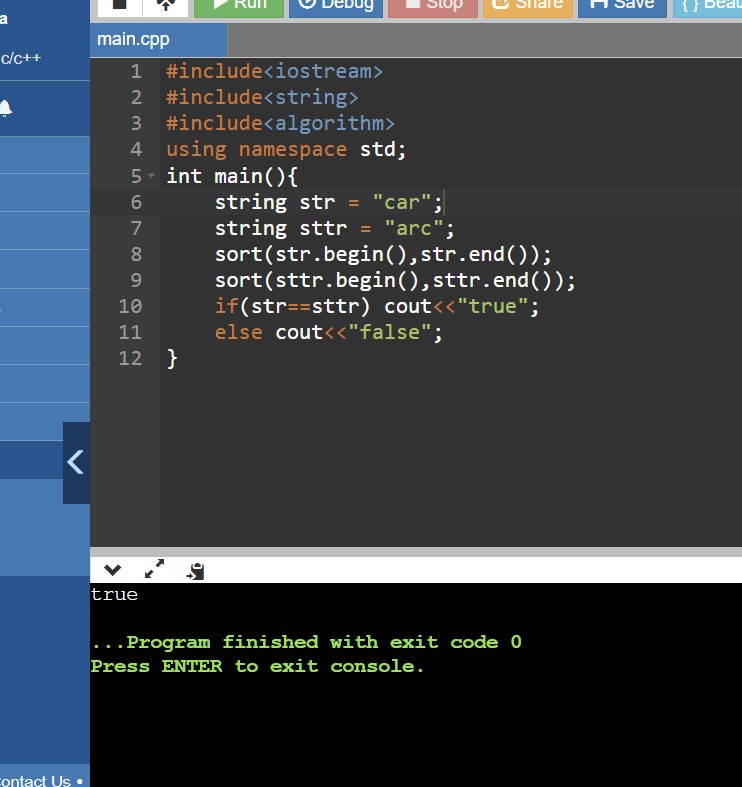 a
c/c++
Run Debug Stop Share Save { } Beau
main.cpp
1 #include<iostream>
2 #include<string>
3 #include<algorithm>
4 using namespace std;
5 int main(){
6     string str = "car";
7     string sttr = "arc";
8     sort(str.begin(),str.end());
9     sort(sttr.begin(),sttr.end());
10     if(str==sttr) cout<<"true";
11     else cout<<"false";
12 }
true
...Program finished with exit code 0
Press ENTER to exit console.
ontact Us •